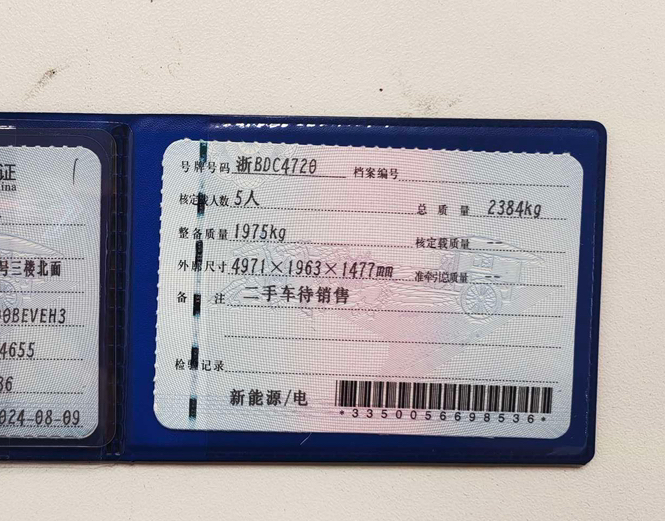 证
ina
号三楼北面
0BEVEH3
4655
36
024-08-09
号牌号码 浙BDC4720 档案编号
核定载人数 5人 总质量 2384kg
整备质量 1975kg 核定载质量 --
外廓尺寸 4971×1963×1477mm 准牵引总质量 --
备注 二手车待销售
检验记录
新能源/电
*3350056698536*